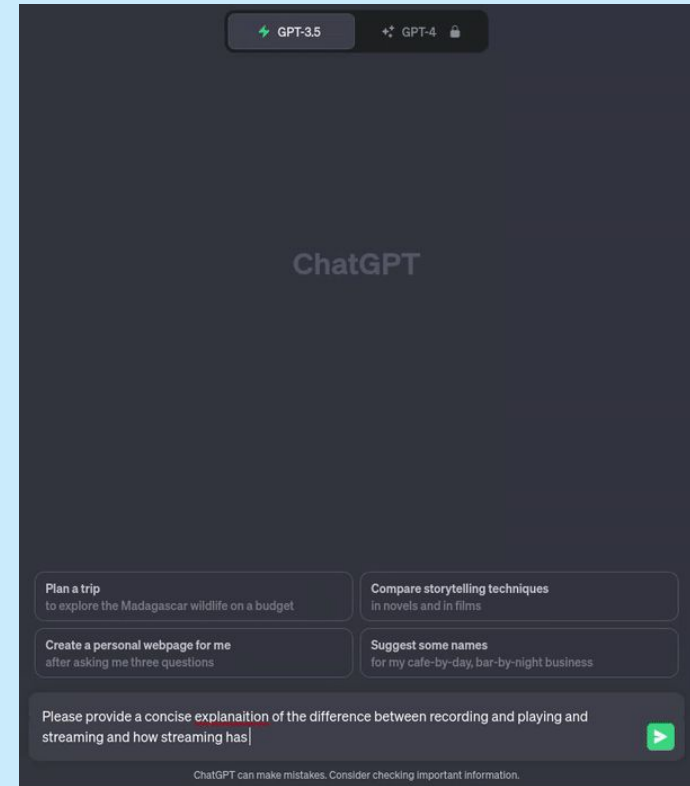 GPT-3.5 GPT-4
ChatGPT
Plan a trip
to explore the Madagascar wildlife on a budget
Compare storytelling techniques
in novels and in films
Create a personal webpage for me
after asking me three questions
Suggest some names
for my cafe-by-day, bar-by-night business
Please provide a concise explanaition of the difference between recording and playing and
streaming and how streaming has
ChatGPT can make mistakes. Consider checking important information.